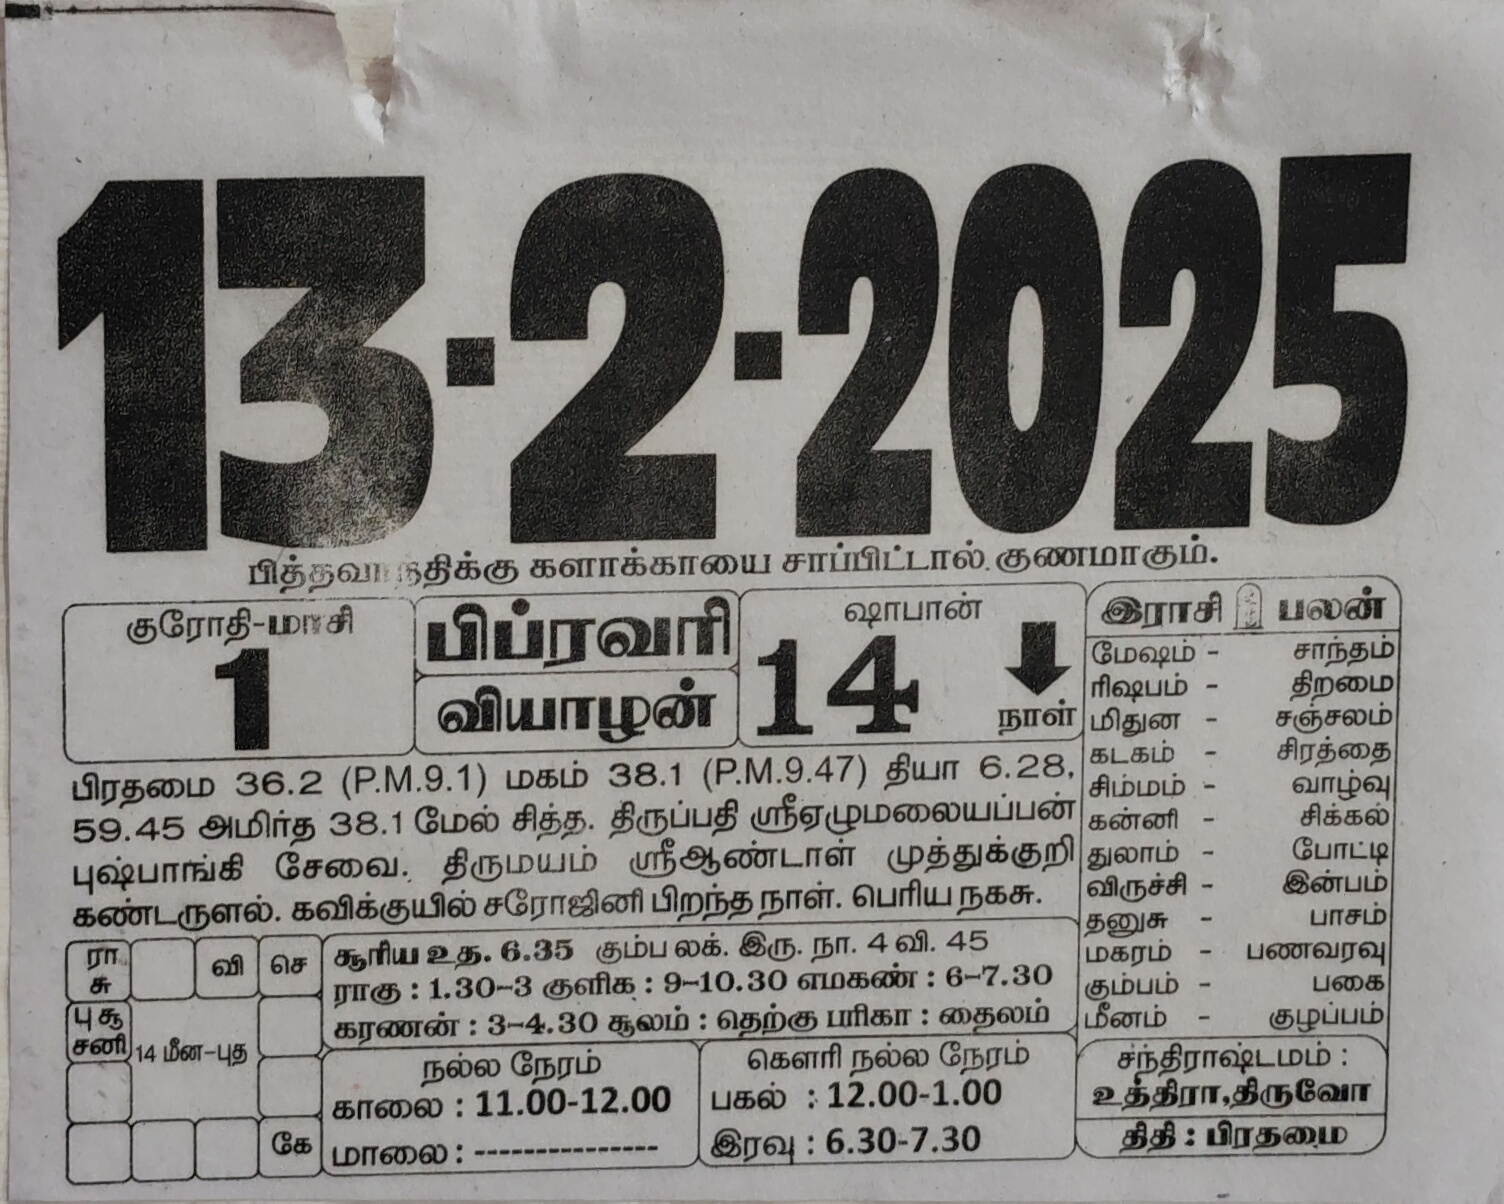 13-2-2025
பித்தவாந்திக்கு களாக்காயை சாப்பிட்டால் குணமாகும்.
குரோதி-மாசி
1
பிப்ரவரி
வியாழன்
ஷாபான்
14
நாள்
இராசி பலன்
மேஷம் - சாந்தம்
ரிஷபம் - திறமை
மிதுன - சஞ்சலம்
கடகம் - சிரத்தை
சிம்மம் - வாழ்வு
கன்னி - சிக்கல்
துலாம் - போட்டி
விருச்சி - இன்பம்
தனுசு - பாசம்
மகரம் - பணவரவு
கும்பம் - பகை
மீனம் - குழப்பம்
பிரதமை 36.2 (P.M.9.1) மகம் 38.1 (P.M.9.47) தியா 6.28,
59.45 அமிர்த 38.1 மேல் சித்த. திருப்பதி ஸ்ரீஏழுமலையப்பன்
புஷ்பாங்கி சேவை. திருமயம் ஸ்ரீஆண்டாள் முத்துக்குறி
கண்டருளல். கவிக்குயில் சரோஜினி பிறந்த நாள். பெரிய நகசு.
ரா
சு
வி
செ
பு சூ
சனி
14 மீன-புத
கே
சூரிய உத. 6.35 கும்ப லக். இரு. நா. 4 வி. 45
ராகு : 1.30-3 குளிக : 9-10.30 எமகண் : 6-7.30
கரணன் : 3-4.30 சூலம் : தெற்கு பரிகா : தைலம்
நல்ல நேரம்
காலை : 11.00-12.00
மாலை : --------------
கௌரி நல்ல நேரம்
பகல் : 12.00-1.00
இரவு : 6.30-7.30
சந்திராஷ்டமம் :
உத்திரா,திருவோ
திதி : பிரதமை